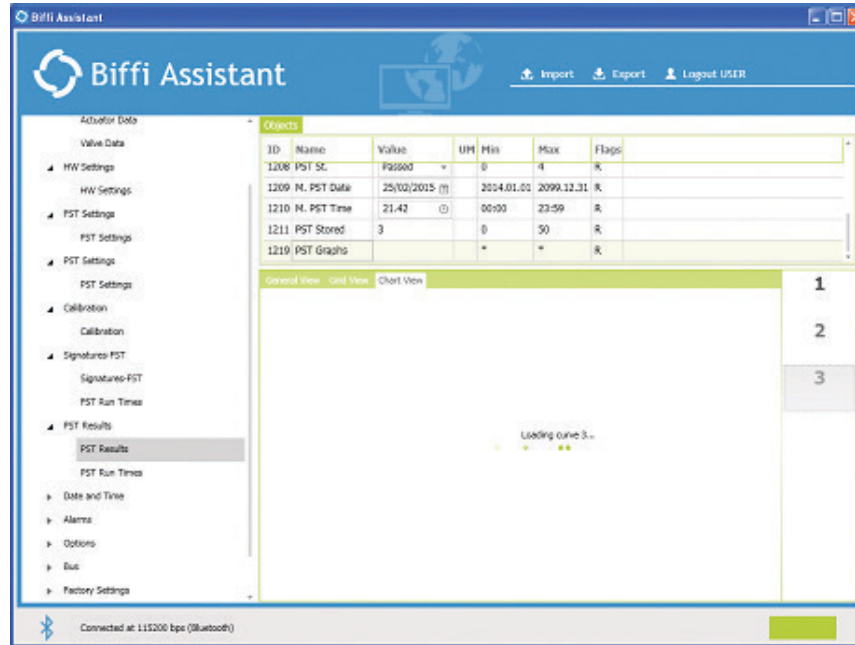 Biffi Assistant
Biffi Assistant
Import Export Logout USER
Actuator Data
Valve Data
HW Settings
HW Settings
FST Settings
FST Settings
PST Settings
PST Settings
Calibration
Calibration
Signatures-FST
Signatures-FST
FST Run Times
PST Results
PST Results
PST Run Times
Date and Time
Alarms
Options
Bus
Factory Settings
Objects
ID Name Value UM Min Max Flags
1208 PST St. Passed 0 4 R
1209 M. PST Date 25/02/2015 2014.01.01 2099.12.31 R
1210 M. PST Time 21.42 00:00 23:59 R
1211 PST Stored 3 0 50 R
1219 PST Graphs * * R
General View Grid View Chart View
1
2
3
Loading curve 3...
Connected at 115200 bps (Bluetooth)